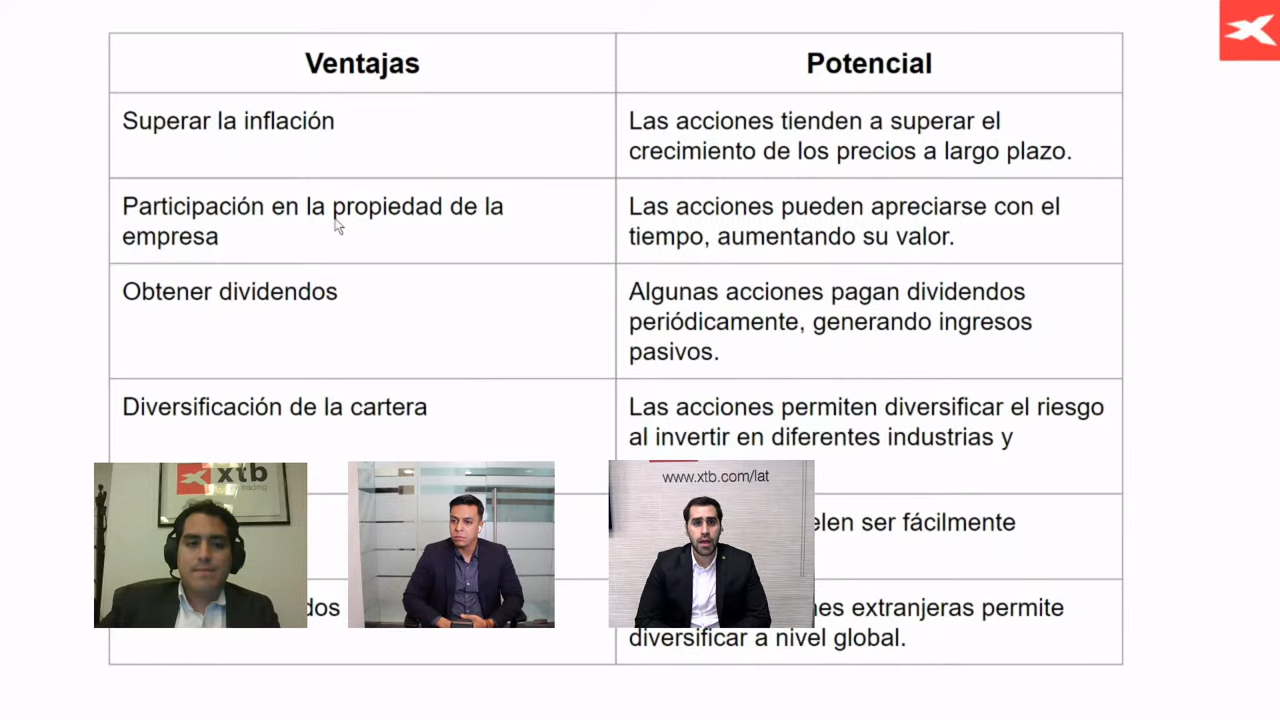 Ventajas
Potencial
Superar la inflación
Las acciones tienden a superar el
crecimiento de los precios a largo plazo.
Participación en la propiedad de la
empresa
Las acciones pueden apreciarse con el
tiempo, aumentando su valor.
Obtener dividendos
Algunas acciones pagan dividendos
periódicamente, generando ingresos
pasivos.
Diversificación de la cartera
Las acciones permiten diversificar el riesgo
al invertir en diferentes industrias y
xtb
www.xtb.com/lat
ser fácilmente
extranjeras permite
diversificar a nivel global.